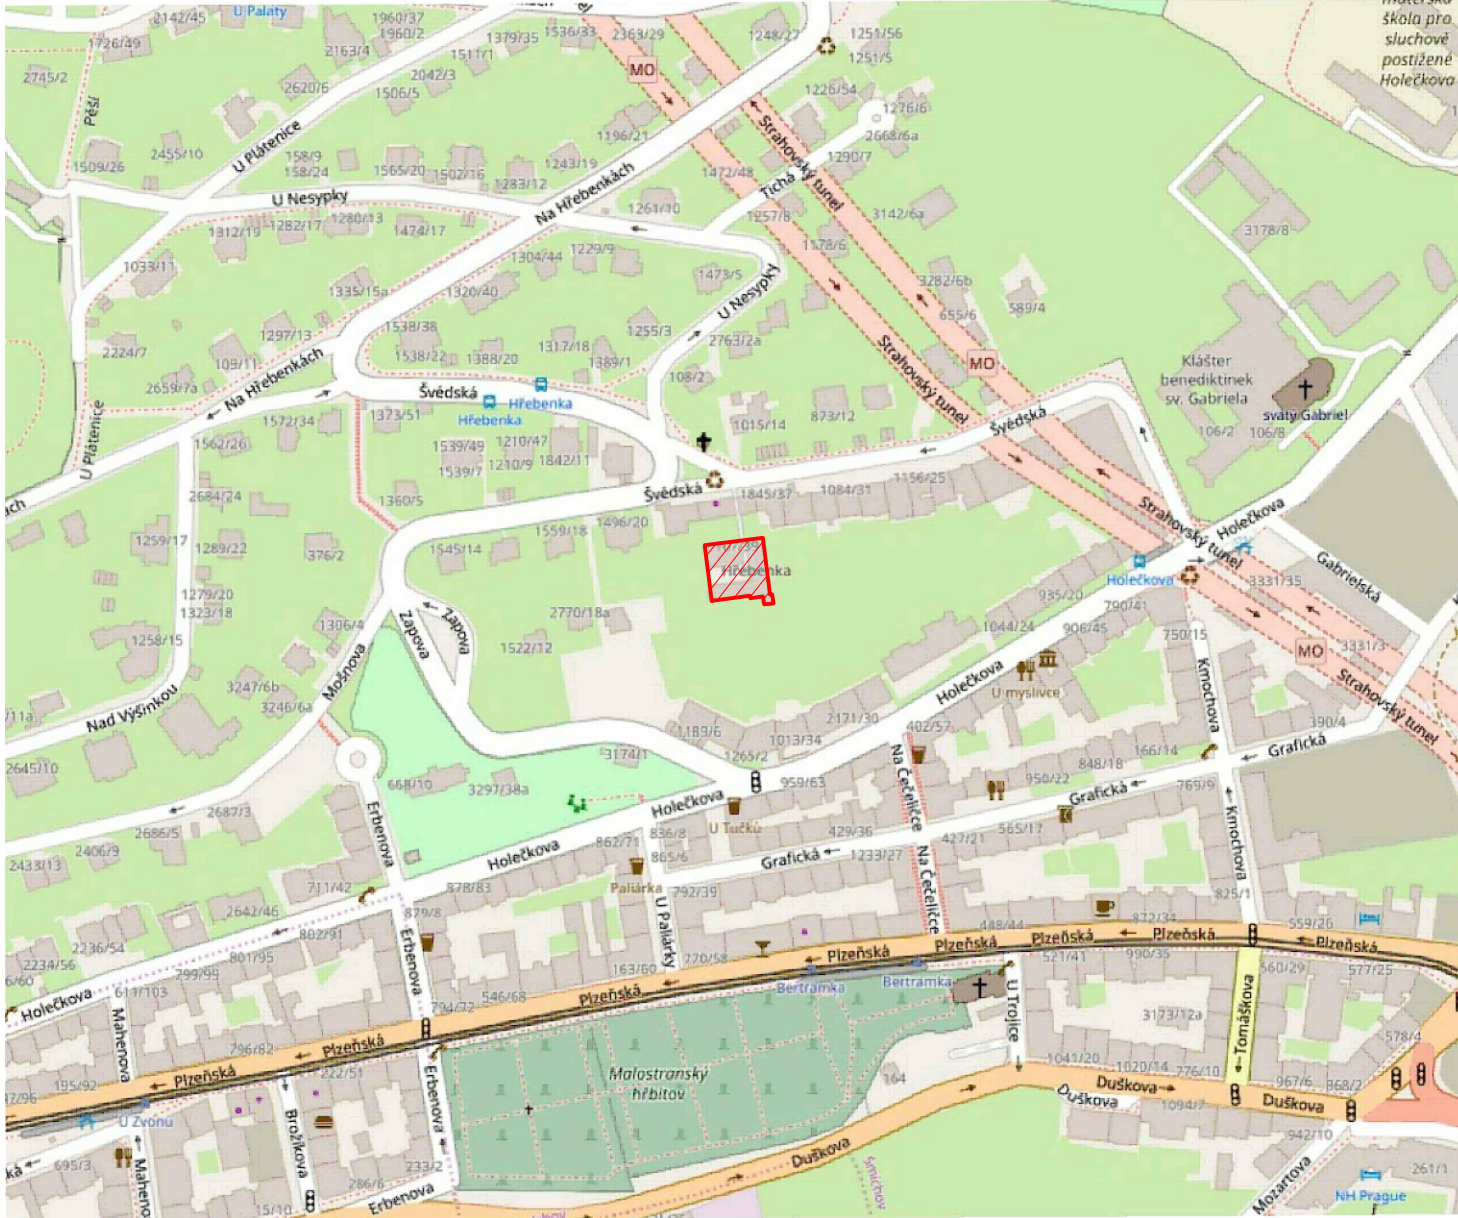 U Palaty
2142/45
1960/37
1960/2
1379/35
1536/33
2363/29
1248/27
1251/56
1251/5
mateřská
škola pro
sluchově
postižené
Holečkova
1726/49
2163/4
1511/1
2745/2
2620/6
2042/3
1506/5
MO
1226/54
1276/6
2668/6a
Pěší
U Plátenice
1196/21
Strahovský tunel
2455/10
158/9
158/24
1565/20
1502/16
1243/19
1283/12
1290/7
1509/26
1472/48
Tichá
U Nesypky
Na Hřebenkách
1261/10
1257/8
3142/6a
1312/19
1282/17
1280/13
1474/17
1178/6
3178/8
1229/9
1304/44
1033/11
1473/5
1335/15a
1320/40
U Nesypky
3282/6b
589/4
655/6
1297/13
1538/38
1255/3
2763/2a
2224/7
109/11
1538/22
1388/20
1317/18
1389/1
Strahovský tunel
MO
Klášter
benediktinek
sv. Gabriela
2659/7a
Na Hřebenkách
Švédská
Hřebenka
Hřebenka
108/2
svatý Gabriel
U Plátenice
1572/34
1373/51
1015/14
873/12
Švédská
106/2
106/8
1562/26
1539/49
1210/47
1539/7
1210/9
1842/11
1156/25
2684/24
1360/5
Švédská
1845/37
1084/31
Strahovský tunel
Holečkova
1259/17
1289/22
376/2
1545/14
1559/18
1496/20
107/39
Hřebenka
Holečkova
Gabrielská
3331/35
1279/20
1323/18
935/20
790/41
1258/15
1306/4
Zapova
Zapova
2770/18a
1522/12
1044/24
906/45
750/15
MO
3331/3
Mošnova
Holečkova
U myslivce
Kmochova
Strahovský tunel
3247/6b
3246/6a
/11a
Nad Výšinkou
1189/6
2171/30
402/57
390/4
1013/34
1265/2
Na Čečeličce
166/14
Grafická
2645/10
3174/1
848/18
668/10
3297/38a
959/63
950/22
Grafická
769/9
2687/3
Holečkova
U Tučků
2686/5
Erbenova
836/8
429/36
565/17
427/21
Kmochova
2406/9
2433/13
Holečkova
862/71
865/6
Grafická
1233/27
Na Čečeličce
711/42
878/83
Paliárka
792/39
825/1
2642/46
879/8
U Paliárky
448/44
872/34
559/26
2236/54
802/91
Erbenova
Plzeňská
Plzeňská
Plzeňská
Plzeňská
Plzeňská
2234/56
801/95
770/58
521/41
990/35
6/60
799/99
163/60
Bertramka
Bertramka
560/29
577/25
611/103
Holečkova
546/68
Plzeňská
794/72
U Trojice
3173/12a
Tomáškova
Mahenova
578/4
796/82
Plzeňská
1041/20
1020/14
776/10
195/92
Plzeňská
222/51
Malostranský
hřbitov
164
Duškova
967/6
868/2
U Zvonu
Duškova
1094/7
Duškova
Brožíkova
Erbenova
942/10
695/3
233/2
Duškova
Smíchov
286/6
Mozartova
261/1
15/10
Erbenova
NH Prague